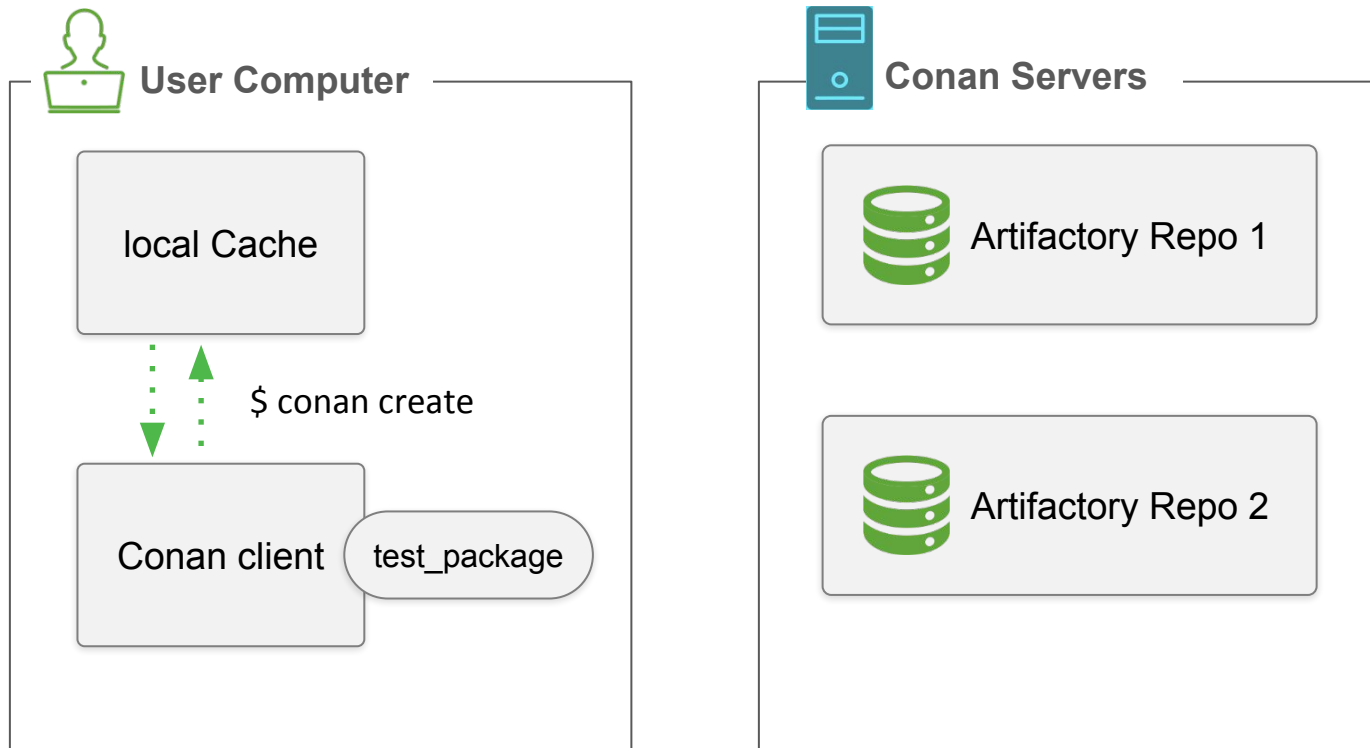 User Computer
local Cache
$ conan create
Conan client
test_package
Conan Servers
Artifactory Repo 1
Artifactory Repo 2